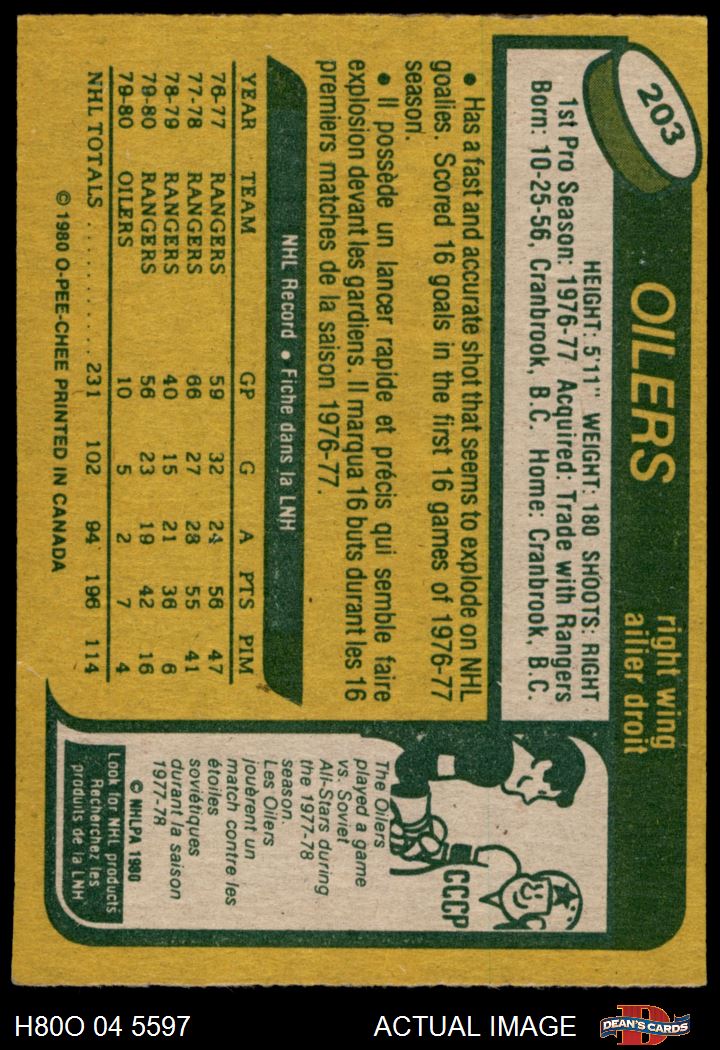 203
OILERS
right wing
ailier droit
HEIGHT: 5'11" WEIGHT: 180 SHOOTS: RIGHT
1st Pro Season: 1976-77 Acquired: Trade with Rangers
Born: 10-25-56, Cranbrook, B.C. Home: Cranbrook, B.C.
• Has a fast and accurate shot that seems to explode on NHL
goalies. Scored 16 goals in the first 16 games of 1976-77
season.
• Il possède un lancer rapide et précis qui semble faire
explosion devant les gardiens. Il marqua 16 buts durant les 16
premiers matches de la saison 1976-77.
NHL Record • Fiche dans la LNH
YEAR TEAM GP G A PTS PIM
76-77 RANGERS 59 32 24 56 47
77-78 RANGERS 66 27 28 55 41
78-79 RANGERS 40 15 21 36 6
79-80 RANGERS 56 23 19 42 16
79-80 OILERS 10 5 2 7 4
NHL TOTALS .......... 231 102 94 196 114
© 1980 O-PEE-CHEE PRINTED IN CANADA
CCCP
The Oilers
played a game
vs. Soviet
All-Stars during
the 1977-78
season.
Les Oilers
jouèrent un
match contre les
étoiles
soviétiques
durant la saison
1977-78
© NHLPA 1980
Look for NHL products
Recherchez les
produits de la LNH
H80O 04 5597
ACTUAL IMAGE
D
DEAN'S CARDS